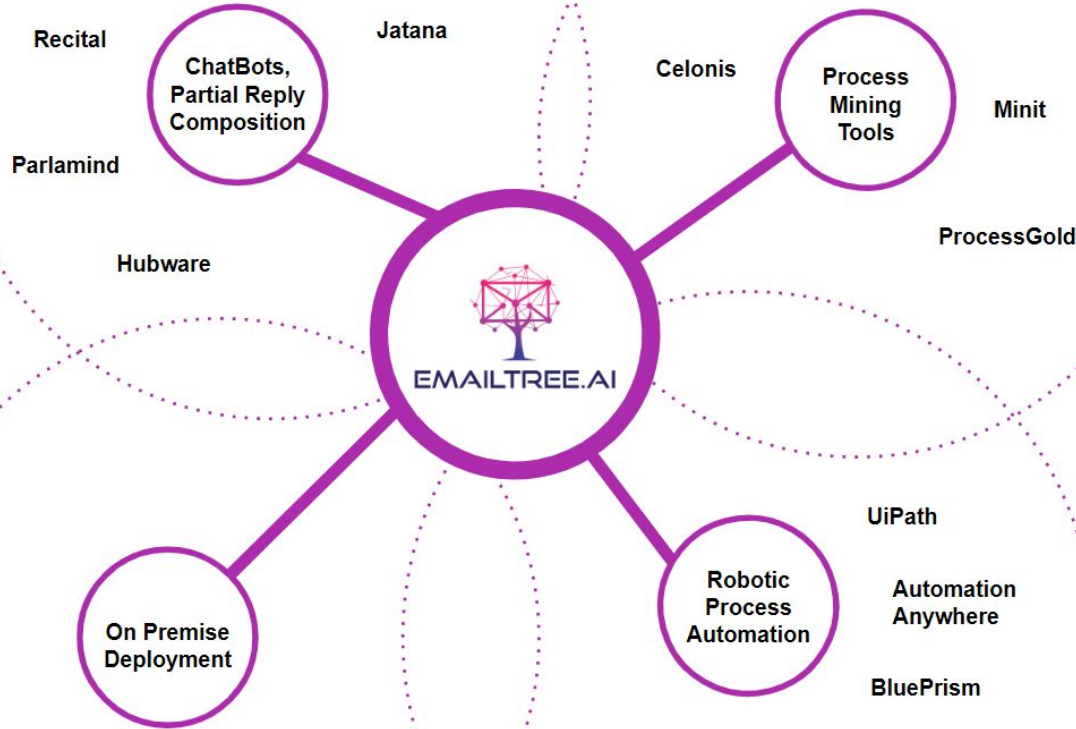 Recital
Jatana
ChatBots,
Partial Reply
Composition
Parlamind
Hubware
Celonis
Process
Mining
Tools
Minit
ProcessGold
EMAILTREE.AI
On Premise
Deployment
Robotic
Process
Automation
UiPath
Automation
Anywhere
BluePrism